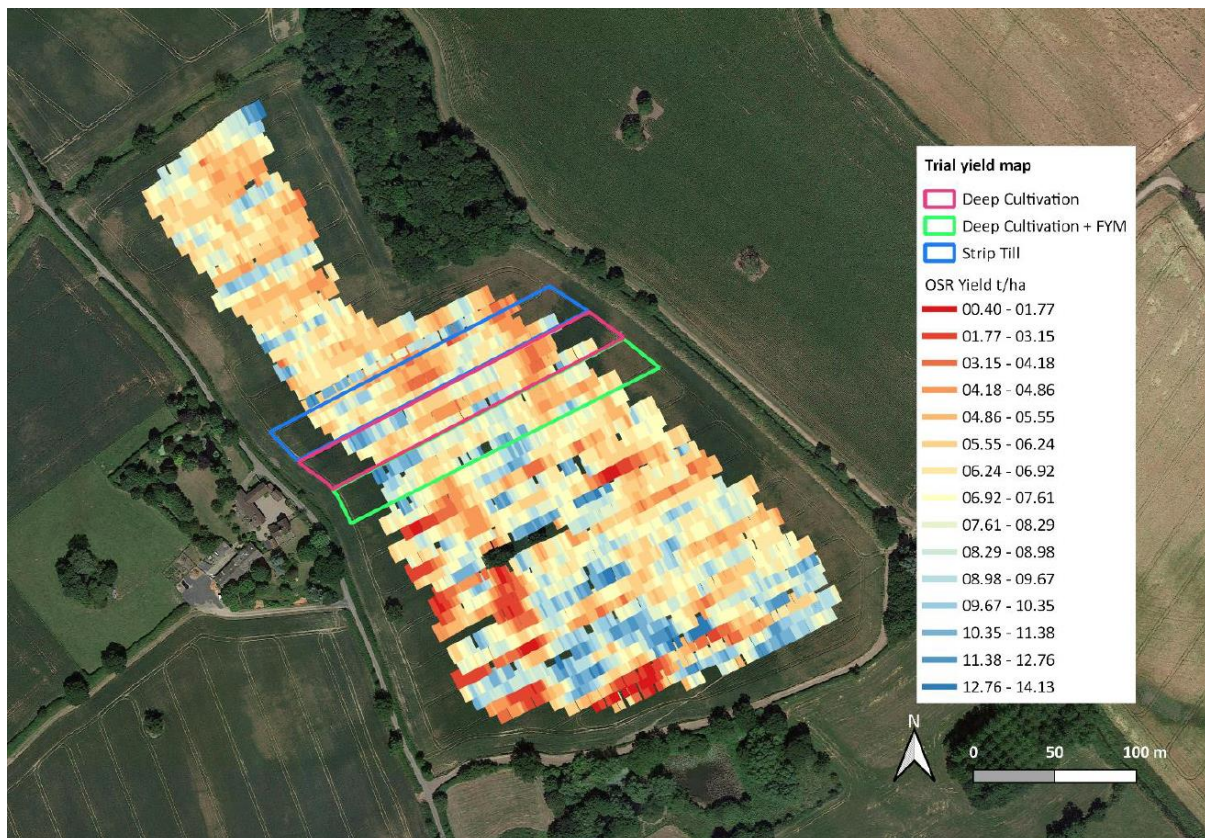 Trial yield map
Deep Cultivation
Deep Cultivation + FYM
Strip Till
OSR Yield t/ha
00.40 - 01.77
01.77 - 03.15
03.15 - 04.18
04.18 - 04.86
04.86 - 05.55
05.55 - 06.24
06.24 - 06.92
06.92 - 07.61
07.61 - 08.29
08.29 - 08.98
08.98 - 09.67
09.67 - 10.35
10.35 - 11.38
11.38 - 12.76
12.76 - 14.13
N
0 50 100 m